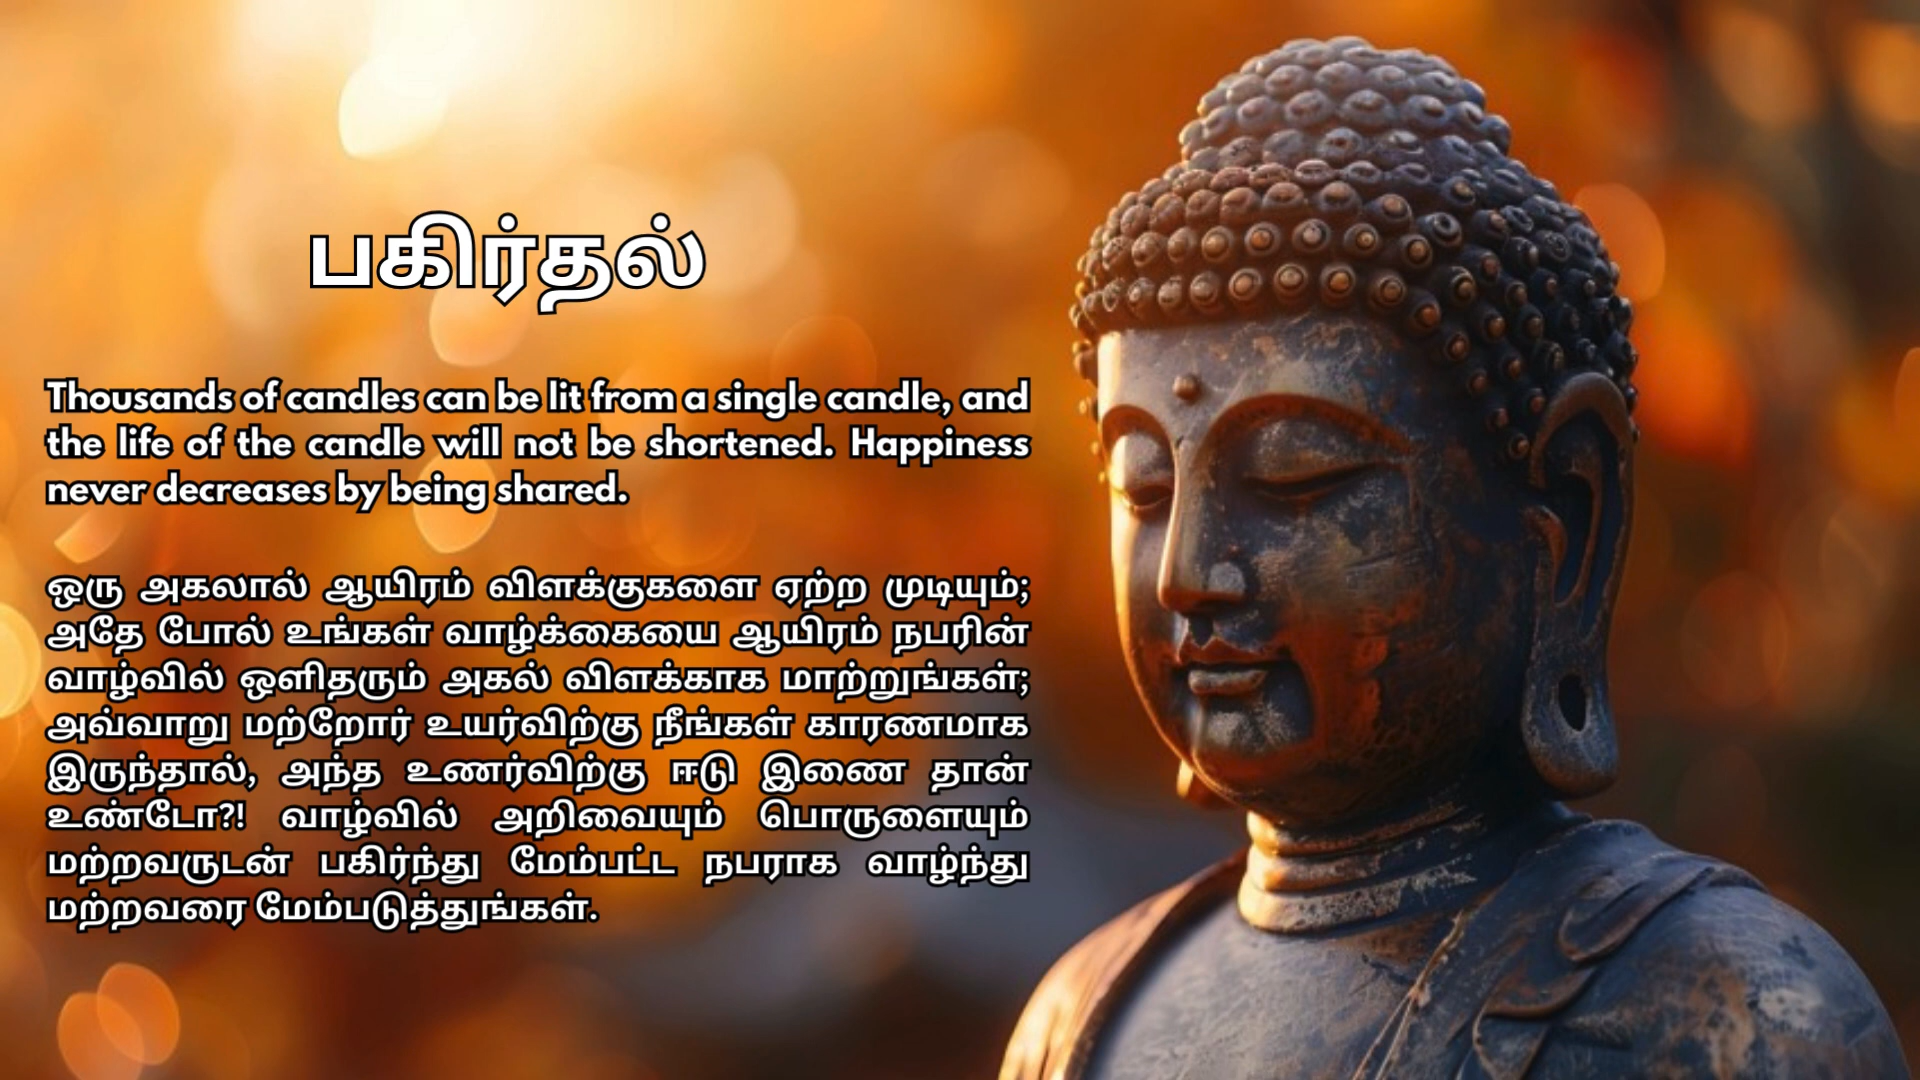 பகிர்தல்
Thousands of candles can be lit from a single candle, and
the life of the candle will not be shortened. Happiness
never decreases by being shared.
ஒரு அகலால் ஆயிரம் விளக்குகளை ஏற்ற முடியும்;
அதே போல் உங்கள் வாழ்க்கையை ஆயிரம் நபரின்
வாழ்வில் ஒளிதரும் அகல் விளக்காக மாற்றுங்கள்;
அவ்வாறு மற்றோர் உயர்விற்கு நீங்கள் காரணமாக
இருந்தால், அந்த உணர்விற்கு ஈடு இணை தான்
உண்டோ?! வாழ்வில் அறிவையும் பொருளையும்
மற்றவருடன் பகிர்ந்து மேம்பட்ட நபராக வாழ்ந்து
மற்றவரை மேம்படுத்துங்கள்.